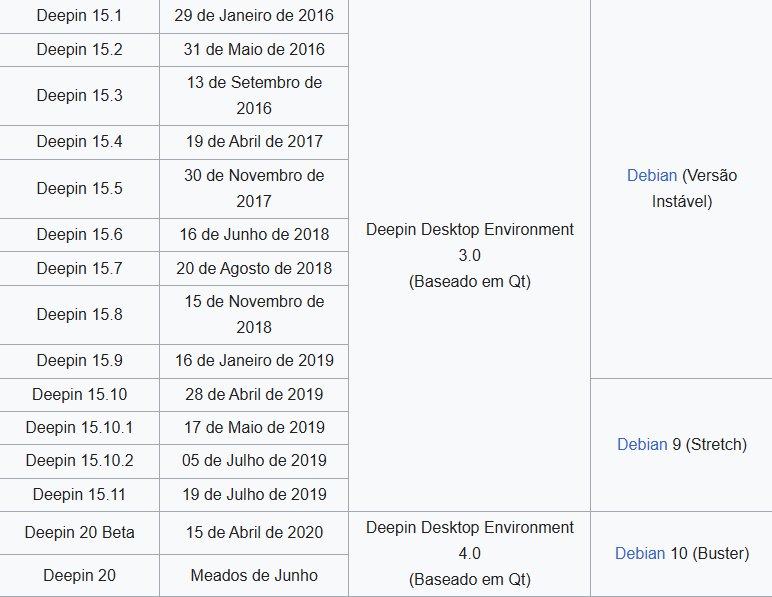 Deepin 15.1
29 de Janeiro de 2016
Deepin 15.2
31 de Maio de 2016
Deepin 15.3
13 de Setembro de
2016
Deepin 15.4
19 de Abril de 2017
Deepin 15.5
30 de Novembro de
2017
Deepin 15.6
16 de Junho de 2018
Deepin 15.7
20 de Agosto de 2018
Deepin 15.8
15 de Novembro de
2018
Deepin 15.9
16 de Janeiro de 2019
Deepin 15.10
28 de Abril de 2019
Deepin 15.10.1
17 de Maio de 2019
Deepin 15.10.2
05 de Julho de 2019
Deepin 15.11
19 de Julho de 2019
Deepin Desktop Environment
3.0
(Baseado em Qt)
Debian (Versão
Instável)
Debian 9 (Stretch)
Deepin 20 Beta
15 de Abril de 2020
Deepin 20
Meados de Junho
Deepin Desktop Environment
4.0
(Baseado em Qt)
Debian 10 (Buster)